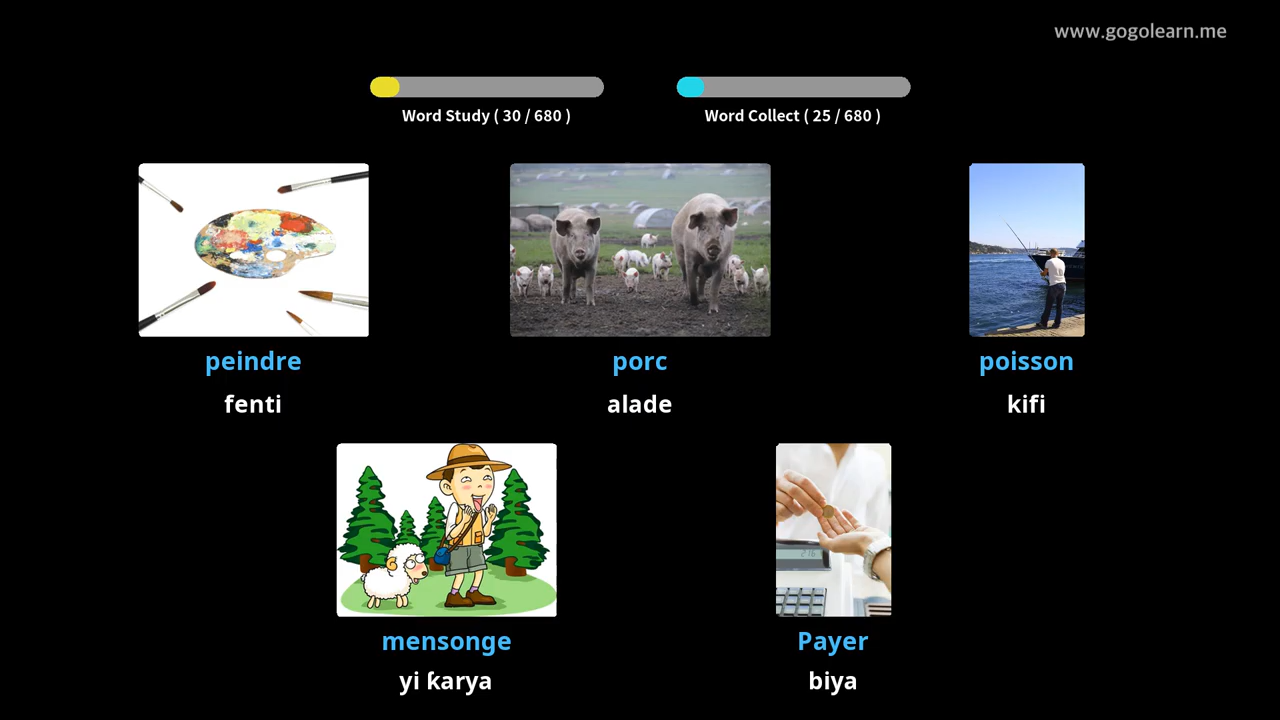 www.gogolearn.me
Word Study ( 30 / 680 )
Word Collect ( 25 / 680 )
peindre
porc
poisson
fenti
alade
kifi
mensonge
Payer
yi ƙarya
biya